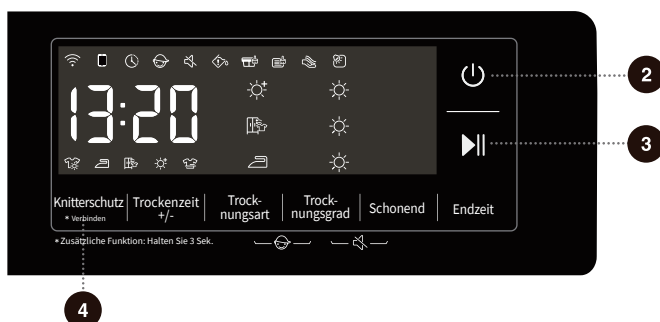 13:20
2
3
Knitterschutz
* Verbinden
Trockenzeit
+/-
Trock-
nungsart
Trock-
nungsgrad
Schonend
Endzeit
* Zusätzliche Funktion: Halten Sie 3 Sek.
4